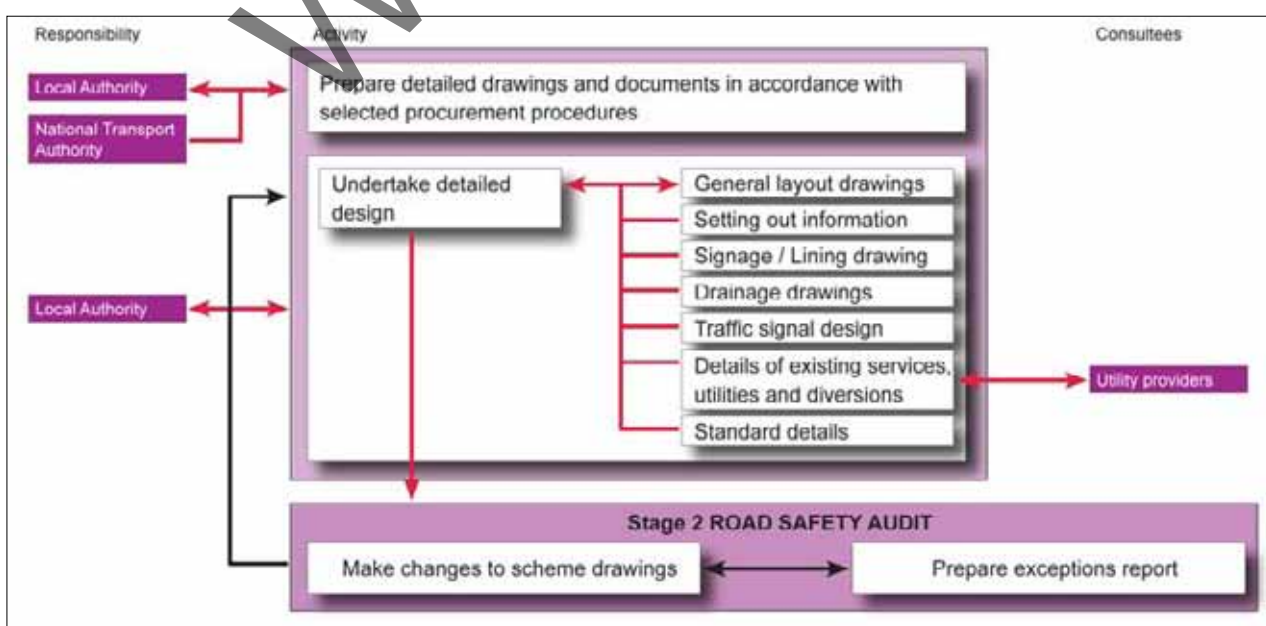 Responsibility
Activity
Consultees
Local Authority
Prepare detailed drawings and documents in accordance with
selected procurement procedures
National Transport
Authority
Undertake detailed
design
General layout drawings
Setting out information
Signage / Lining drawing
Drainage drawings
Traffic signal design
Details of existing services,
utilities and diversions
Standard details
Local Authority
Utility providers
Stage 2 ROAD SAFETY AUDIT
Make changes to scheme drawings
Prepare exceptions report